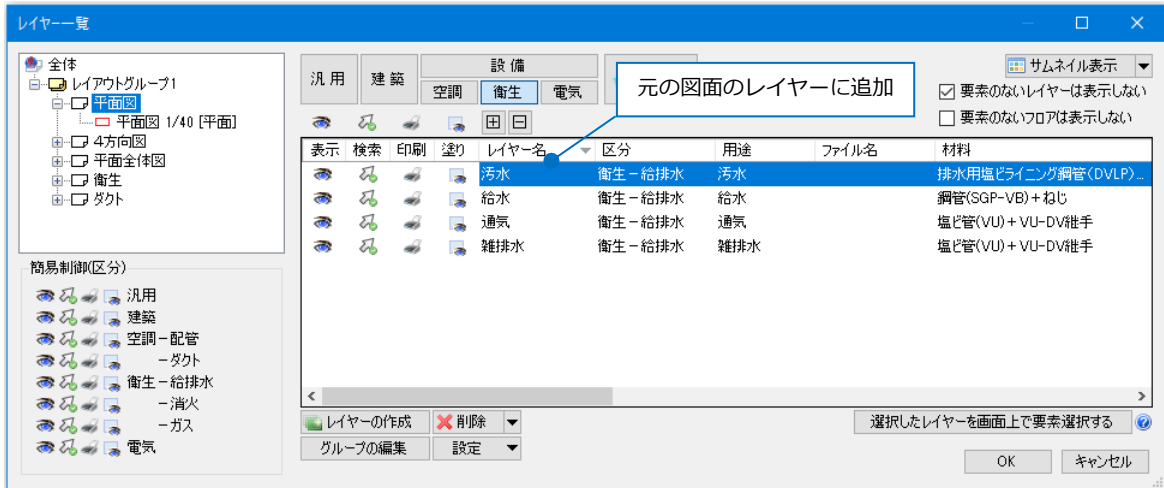 レイヤー一覧
全体
レイアウトグループ1
平面図
平面図 1/40 [平面]
4方向図
平面全体図
衛生
ダクト
簡易制御(区分)
汎用
建築
空調－配管
－ダクト
衛生－給排水
－消火
－ガス
電気
汎用 建築 設備
空調 衛生 電気
元の図面のレイヤーに追加
サムネイル表示
要素のないレイヤーは表示しない
要素のないフロアは表示しない
表示 検索 印刷 塗り レイヤー名 区分 用途 ファイル名 材料
汚水 衛生－給排水 汚水 排水用塩ビライニング鋼管(DVLP)...
給水 衛生－給排水 給水 鋼管(SGP-VB)+ねじ
通気 衛生－給排水 通気 塩ビ管(VU)+VU-DV継手
雑排水 衛生－給排水 雑排水 塩ビ管(VU)+VU-DV継手
レイヤーの作成 削除 選択したレイヤーを画面上で要素選択する
グループの編集 設定
OK キャンセル